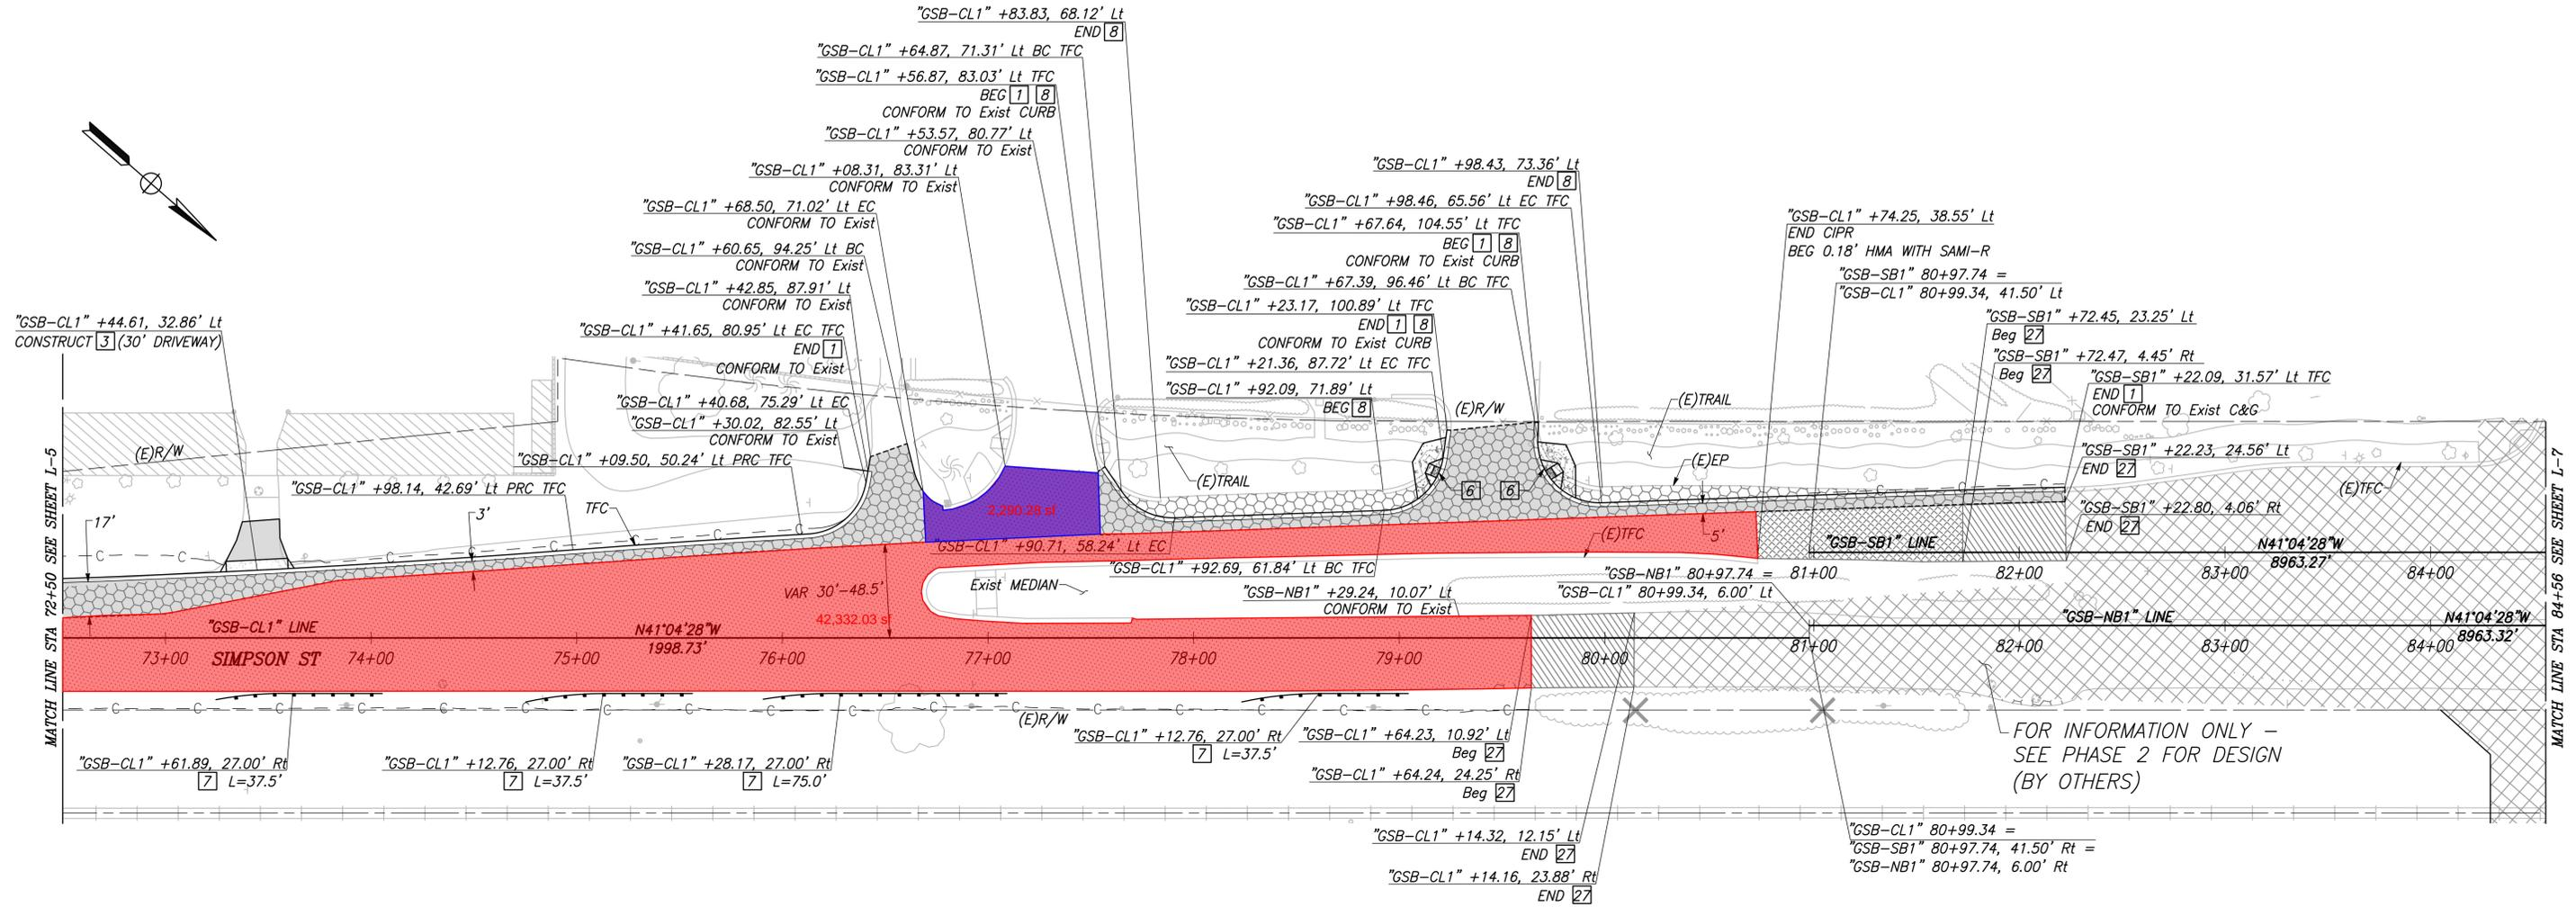 "GSB-CL1" +83.83, 68.12' Lt
END 8
"GSB-CL1" +64.87, 71.31' Lt BC TFC
"GSB-CL1" +56.87, 83.03' Lt TFC
BEG 1 8
CONFORM TO Exist CURB
"GSB-CL1" +53.57, 80.77' Lt
CONFORM TO Exist
"GSB-CL1" +08.31, 83.31' Lt
CONFORM TO Exist
"GSB-CL1" +68.50, 71.02' Lt EC
CONFORM TO Exist
"GSB-CL1" +60.65, 94.25' Lt BC
CONFORM TO Exist
"GSB-CL1" +42.85, 87.91' Lt
CONFORM TO Exist
"GSB-CL1" +41.65, 80.95' Lt EC TFC
END 1
CONFORM TO Exist
"GSB-CL1" +40.68, 75.29' Lt EC
"GSB-CL1" +30.02, 82.55' Lt
CONFORM TO Exist
"GSB-CL1" +09.50, 50.24' Lt PRC TFC
"GSB-CL1" +98.14, 42.69' Lt PRC TFC
"GSB-CL1" +44.61, 32.86' Lt
CONSTRUCT 3 (30' DRIVEWAY)
"GSB-CL1" +98.43, 73.36' Lt
END 8
"GSB-CL1" +98.46, 65.56' Lt EC TFC
"GSB-CL1" +67.64, 104.55' Lt TFC
BEG 1 8
CONFORM TO Exist CURB
"GSB-CL1" +67.39, 96.46' Lt BC TFC
"GSB-CL1" +23.17, 100.89' Lt TFC
END 1 8
CONFORM TO Exist CURB
"GSB-CL1" +21.36, 87.72' Lt EC TFC
"GSB-CL1" +92.09, 71.89' Lt
BEG 8
"GSB-CL1" +74.25, 38.55' Lt
END CIPR
BEG 0.18' HMA WITH SAMI-R
"GSB-SB1" 80+97.74 =
"GSB-CL1" 80+99.34, 41.50' Lt
"GSB-SB1" +72.45, 23.25' Lt
Beg 27
"GSB-SB1" +72.47, 4.45' Rt
Beg 27
"GSB-SB1" +22.09, 31.57' Lt TFC
END 1
CONFORM TO Exist C&G
"GSB-SB1" +22.23, 24.56' Lt
END 27
"GSB-SB1" +22.80, 4.06' Rt
END 27
MATCH LINE STA 72+50 SEE SHEET L-5
MATCH LINE STA 84+56 SEE SHEET L-7
(E)R/W
(E)R/W
(E)TRAIL
(E)TRAIL
(E)EP
(E)TFC
(E)TFC
17'
3'
TFC
6
6
5'
2,290.28 sf
"GSB-CL1" +90.71, 58.24' Lt EC
"GSB-CL1" +92.69, 61.84' Lt BC TFC
"GSB-SB1" LINE
N41°04'28"W
8963.27'
81+00
82+00
83+00
84+00
VAR 30'-48.5'
42,332.03 sf
Exist MEDIAN
"GSB-NB1" +29.24, 10.07' Lt
CONFORM TO Exist
"GSB-NB1" 80+97.74 =
"GSB-CL1" 80+99.34, 6.00' Lt
"GSB-CL1" LINE
N41°04'28"W
1998.73'
"GSB-NB1" LINE
N41°04'28"W
8963.32'
73+00
SIMPSON ST
74+00
75+00
76+00
77+00
78+00
79+00
80+00
81+00
82+00
83+00
84+00
C C C C C C C C C C C C C C C C C C
(E)R/W
"GSB-CL1" +61.89, 27.00' Rt
7 L=37.5'
"GSB-CL1" +12.76, 27.00' Rt
7 L=37.5'
"GSB-CL1" +28.17, 27.00' Rt
7 L=75.0'
"GSB-CL1" +12.76, 27.00' Rt
7 L=37.5'
"GSB-CL1" +64.23, 10.92' Lt
Beg 27
"GSB-CL1" +64.24, 24.25' Rt
Beg 27
"GSB-CL1" +14.32, 12.15' Lt
END 27
"GSB-CL1" +14.16, 23.88' Rt
END 27
FOR INFORMATION ONLY -
SEE PHASE 2 FOR DESIGN
(BY OTHERS)
"GSB-CL1" 80+99.34 =
"GSB-SB1" 80+97.74, 41.50' Rt =
"GSB-NB1" 80+97.74, 6.00' Rt